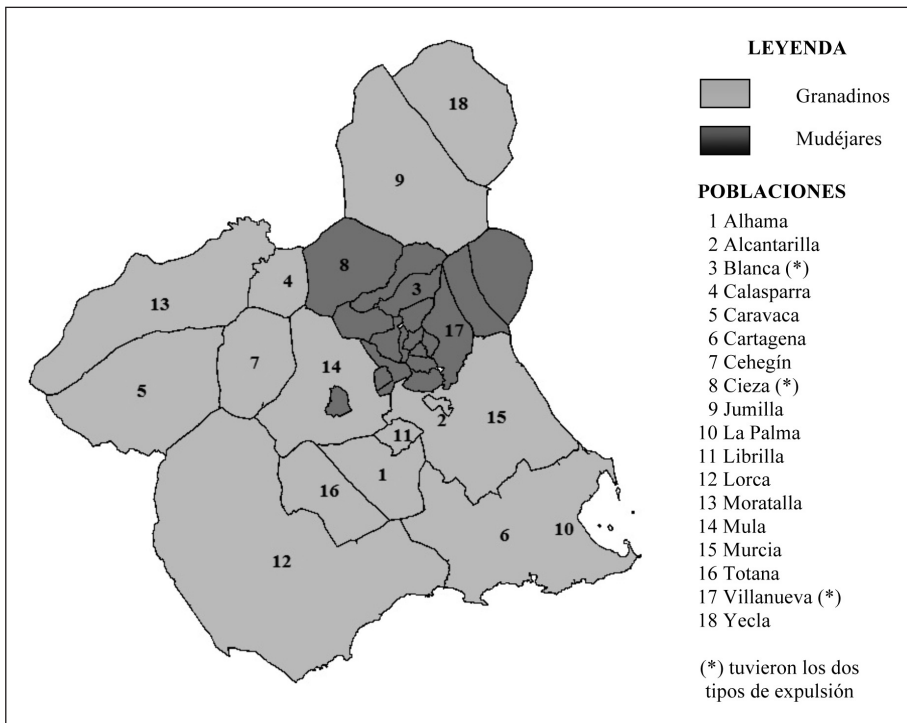 LEYENDA
Granadinos
Mudéjares
POBLACIONES
1 Alhama
2 Alcantarilla
3 Blanca (*)
4 Calasparra
5 Caravaca
6 Cartagena
7 Cehegín
8 Cieza (*)
9 Jumilla
10 La Palma
11 Librilla
12 Lorca
13 Moratalla
14 Mula
15 Murcia
16 Totana
17 Villanueva (*)
18 Yecla
(*) tuvieron los dos
tipos de expulsión
18
9
8
4
3
13
17
7
14
5
2
15
11
1
16
6
10
12